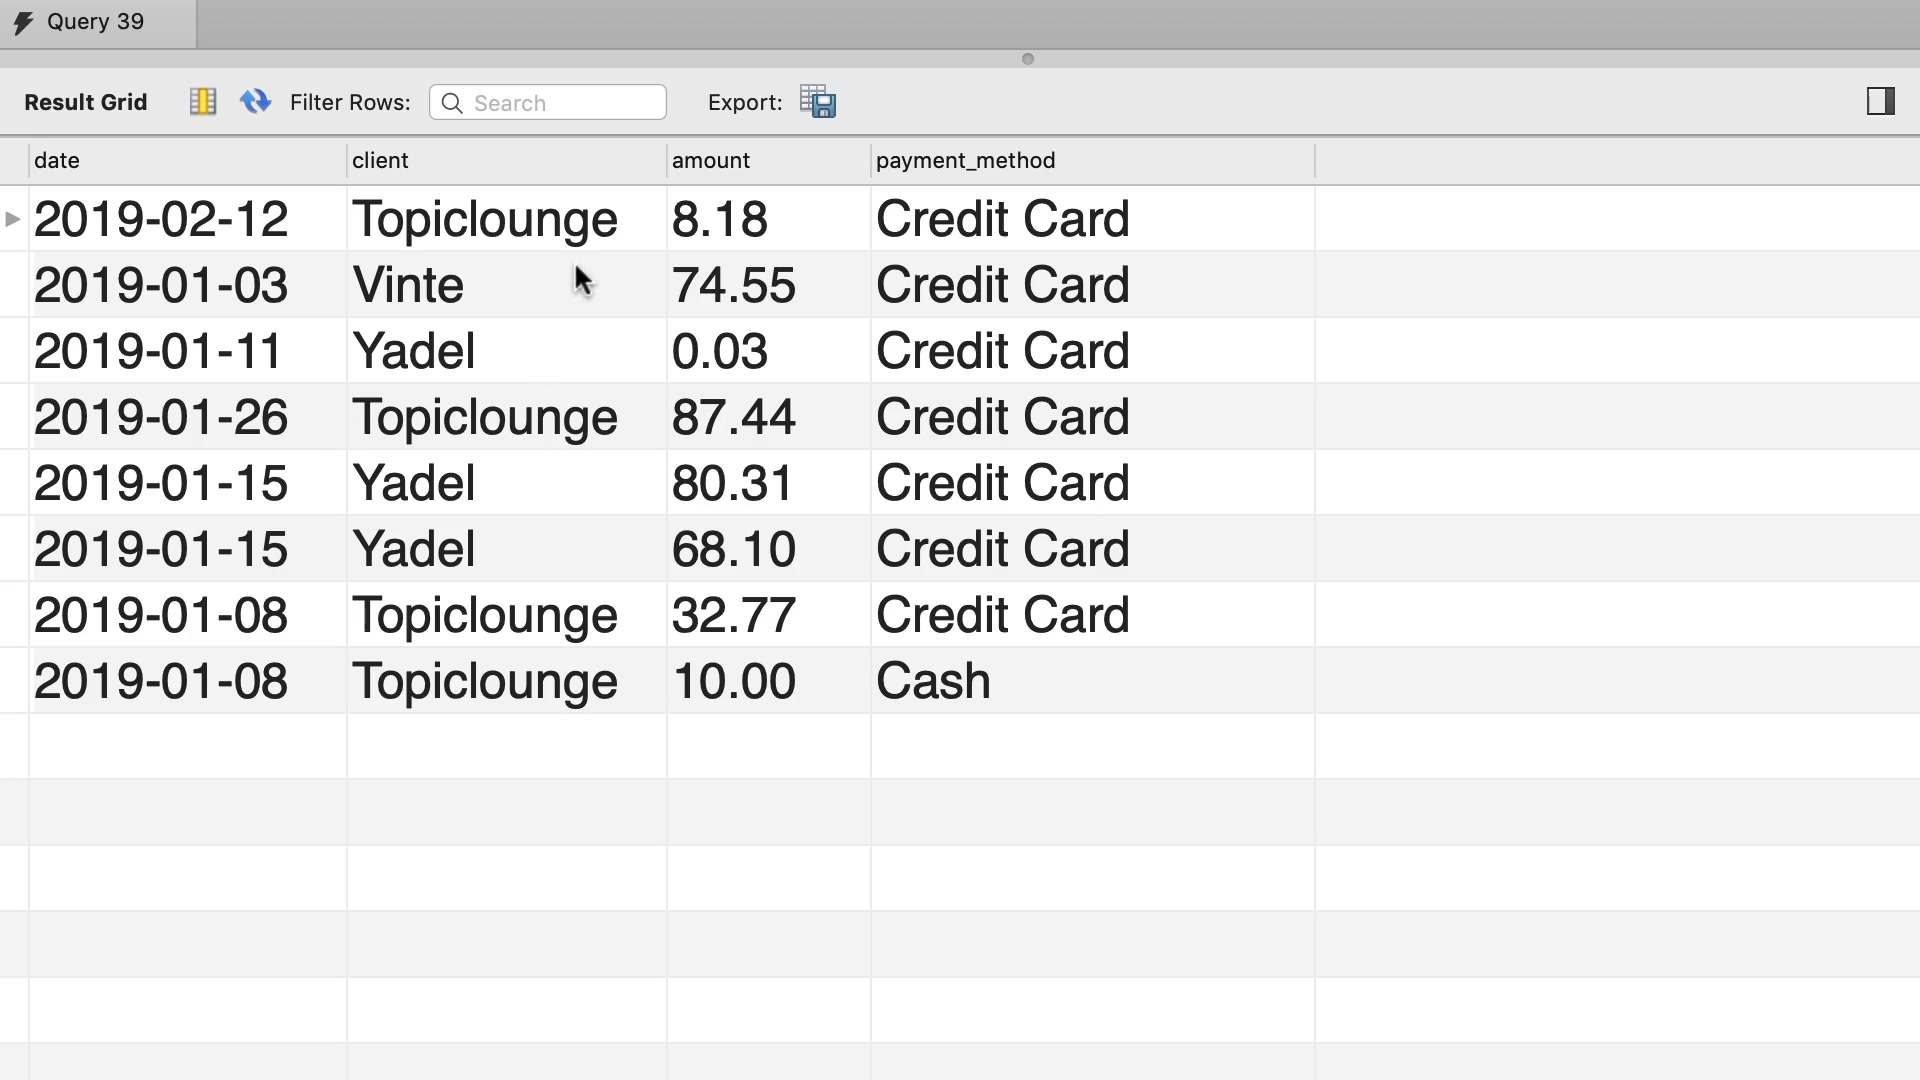 Query 39
Result Grid Filter Rows: Search Export:
date client amount payment_method
2019-02-12 Topiclounge 8.18 Credit Card
2019-01-03 Vinte 74.55 Credit Card
2019-01-11 Yadel 0.03 Credit Card
2019-01-26 Topiclounge 87.44 Credit Card
2019-01-15 Yadel 80.31 Credit Card
2019-01-15 Yadel 68.10 Credit Card
2019-01-08 Topiclounge 32.77 Credit Card
2019-01-08 Topiclounge 10.00 Cash